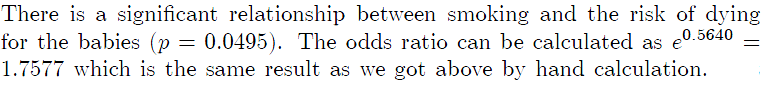 There is a significant relationship between smoking and the risk of dying
for the babies (p = 0.0495). The odds ratio can be calculated as e^0.5640 =
1.7577 which is the same result as we got above by hand calculation.